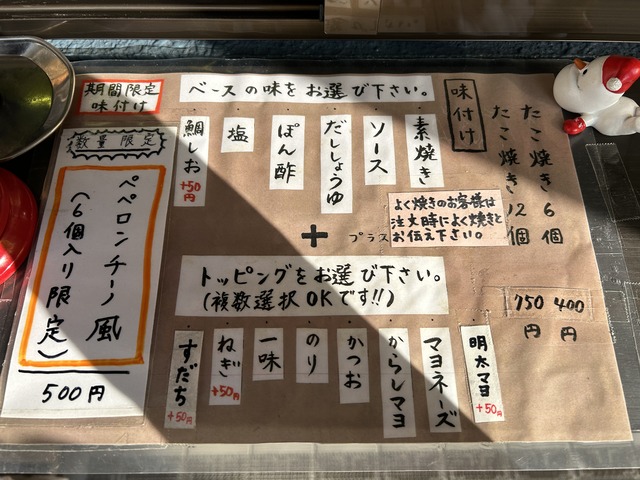 たこ焼き 6個
400円
たこ焼き 12個
750円
味付け
ベースの味をお選び下さい。
素焼き
ソース
だししょうゆ
ぽん酢
塩
鯛しお
+50円
よく焼きのお客様は
注文時によく焼きと
お伝え下さい。
+ プラス
トッピングをお選び下さい。
(複数選択OKです!!)
明太マヨ
+50円
マヨネーズ
からしマヨ
かつお
のり
一味
ねぎ
+50円
すだち
+50円
期間限定
味付け
数量限定
ペペロンチーノ風
(6個入り限定)
500円